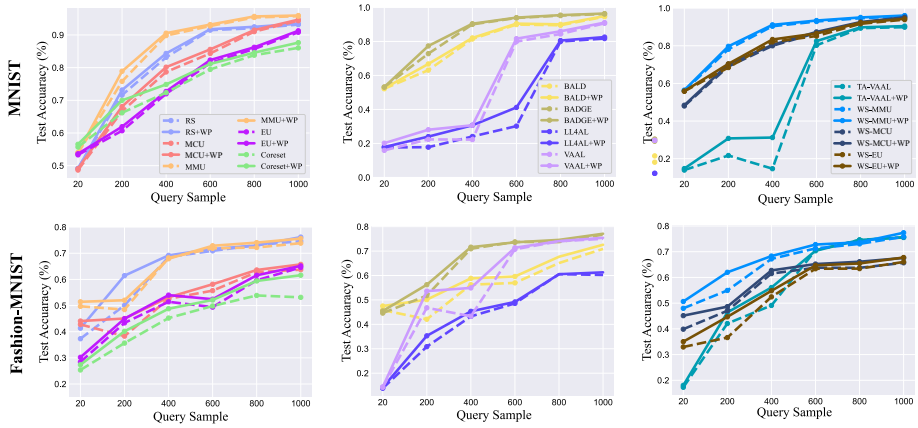 MNIST
Test Accuaracy (%)
0.9
0.8
0.7
0.6
0.5
20 200 400 600 800 1000
Query Sample
RS
RS+WP
MCU
MCU+WP
MMU
MMU+WP
EU
EU+WP
Coreset
Coreset+WP
Test Accuaracy (%)
1.0
0.8
0.6
0.4
0.2
0.0
20 200 400 600 800 1000
Query Sample
BALD
BALD+WP
BADGE
BADGE+WP
LL4AL
LL4AL+WP
VAAL
VAAL+WP
Test Accuaracy (%)
1.0
0.8
0.6
0.4
0.2
20 200 400 600 800 1000
Query Sample
TA-VAAL
TA-VAAL+WP
WS-MMU
WS-MMU+WP
WS-MCU
WS-MCU+WP
WS-EU
WS-EU+WP
Fashion-MNIST
Test Accuaracy (%)
0.8
0.7
0.6
0.5
0.4
0.3
0.2
20 200 400 600 800 1000
Query Sample
Test Accuaracy (%)
0.8
0.7
0.6
0.5
0.4
0.3
0.2
20 200 400 600 800 1000
Query Sample
Test Accuaracy (%)
0.8
0.7
0.6
0.5
0.4
0.3
0.2
20 200 400 600 800 1000
Query Sample